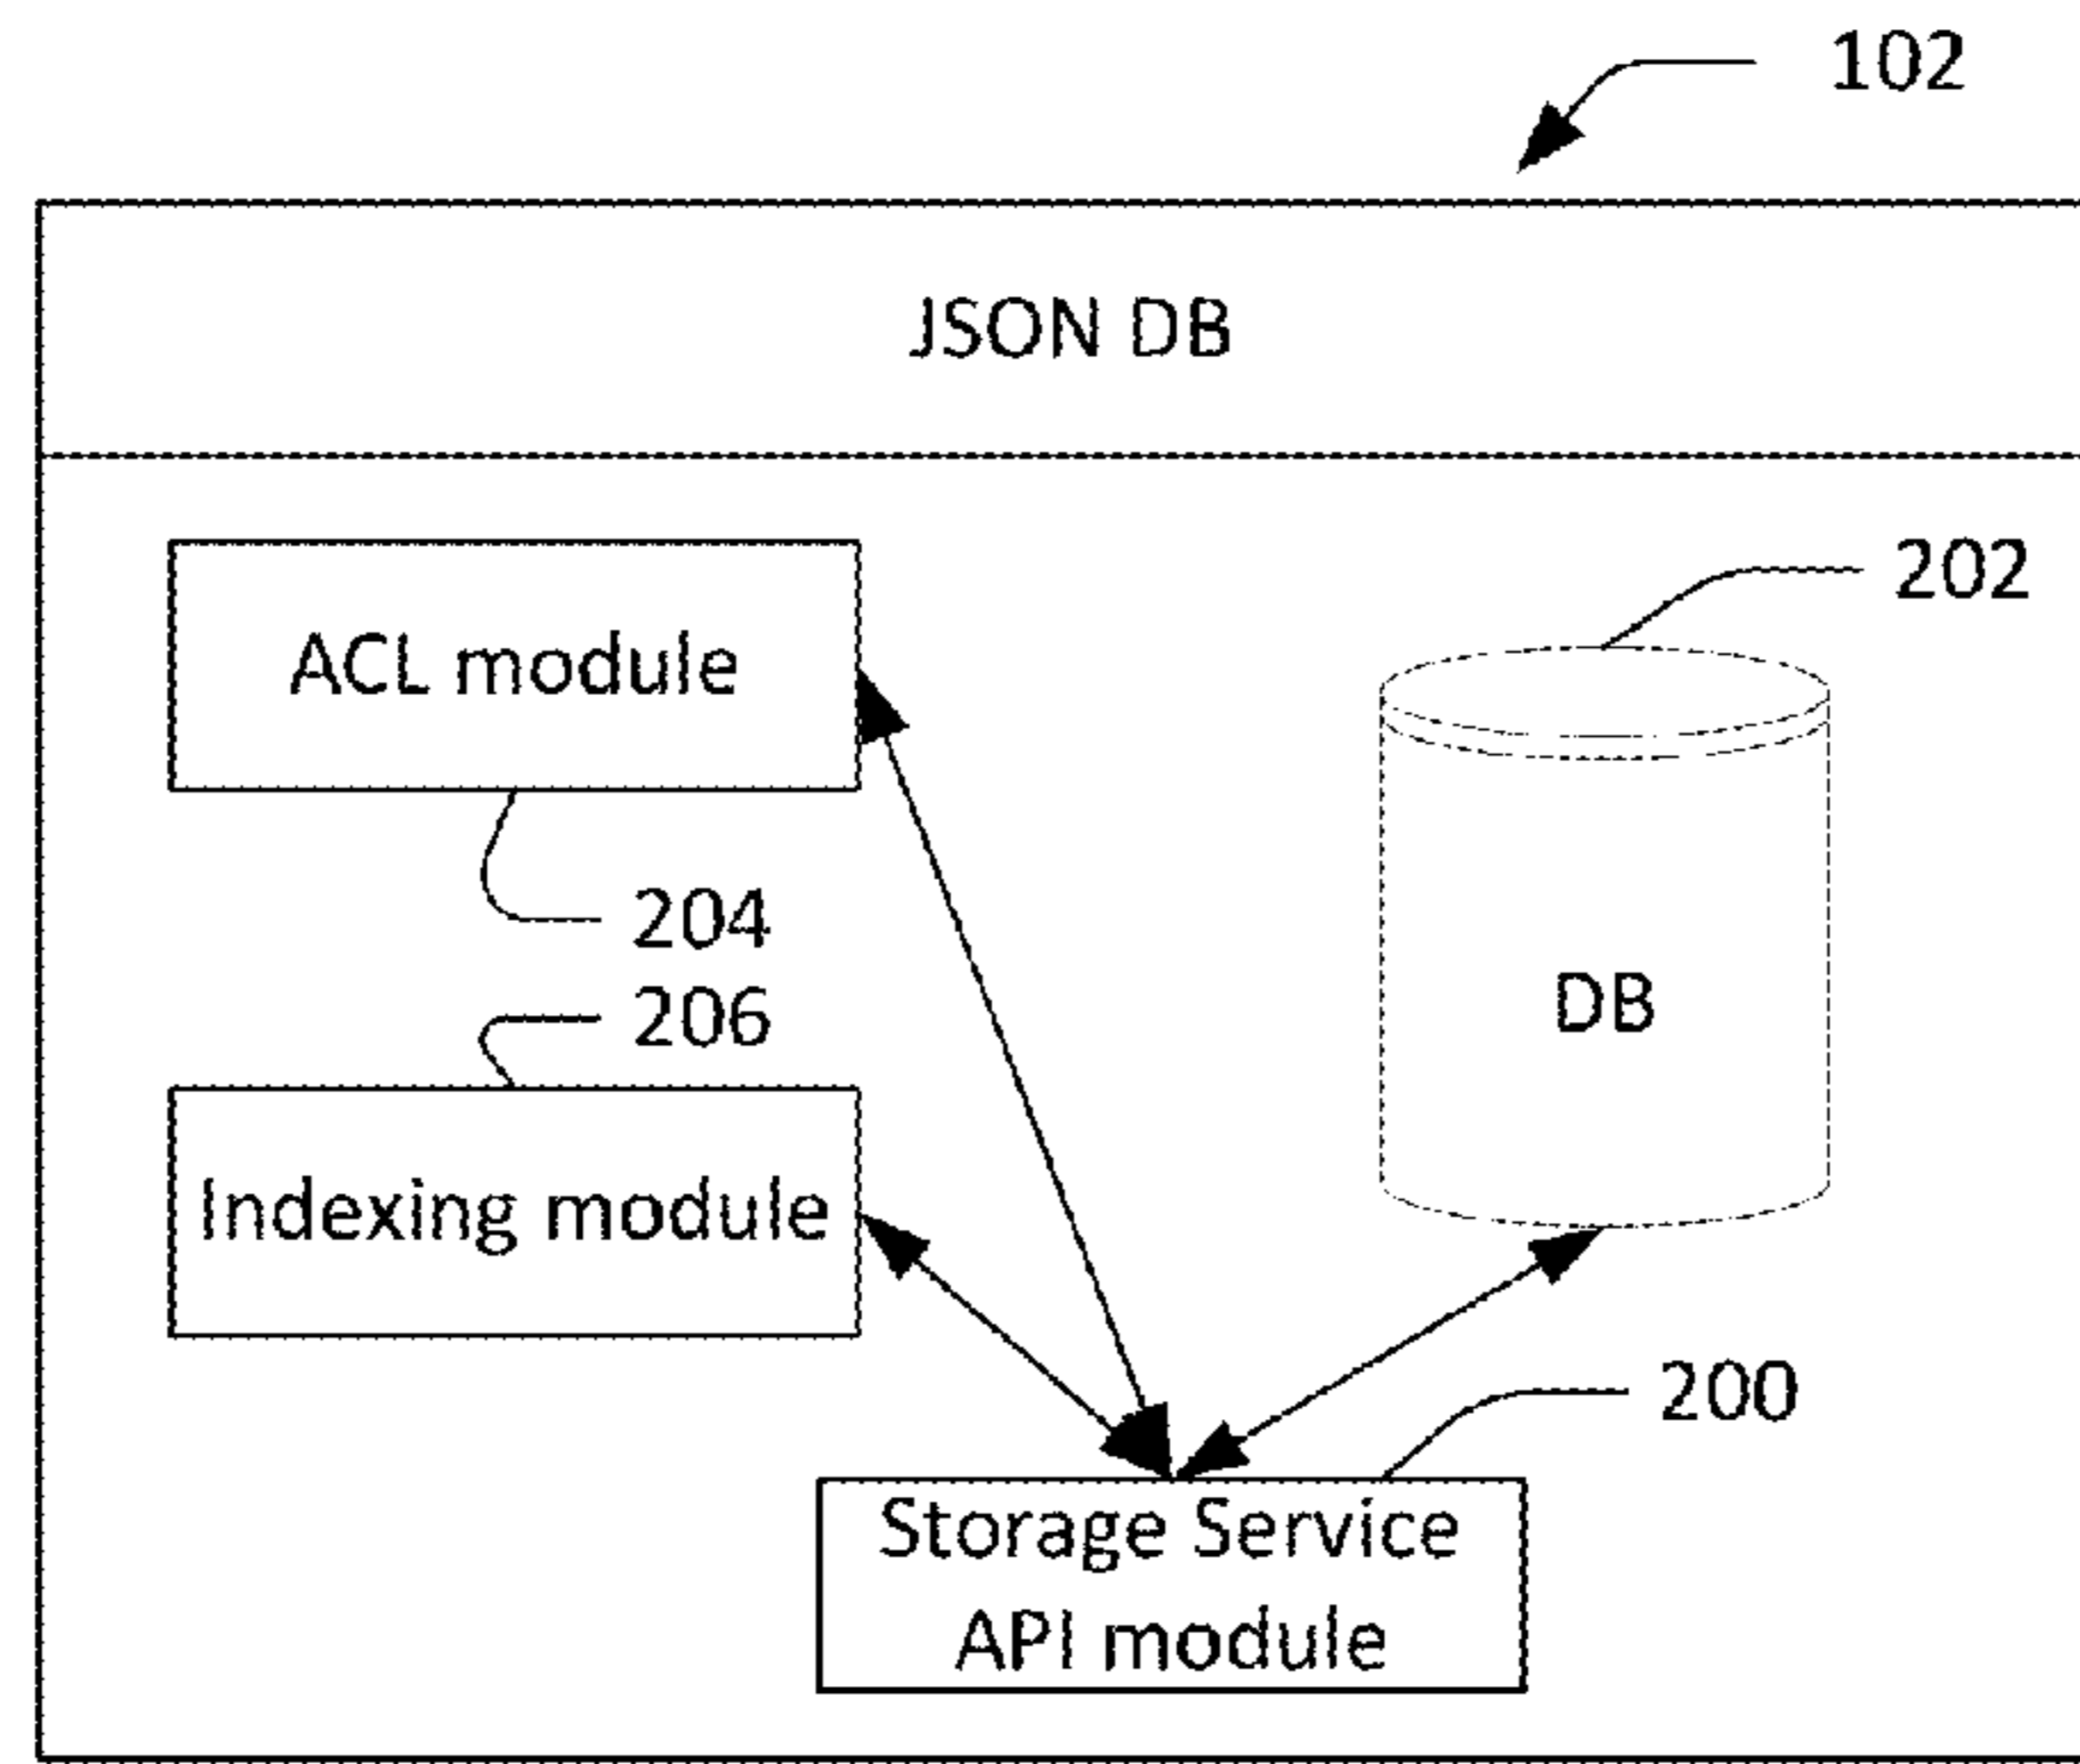 102
JSON DB
202
ACL module
204
DB
206
Indexing module
200
Storage Service
API module